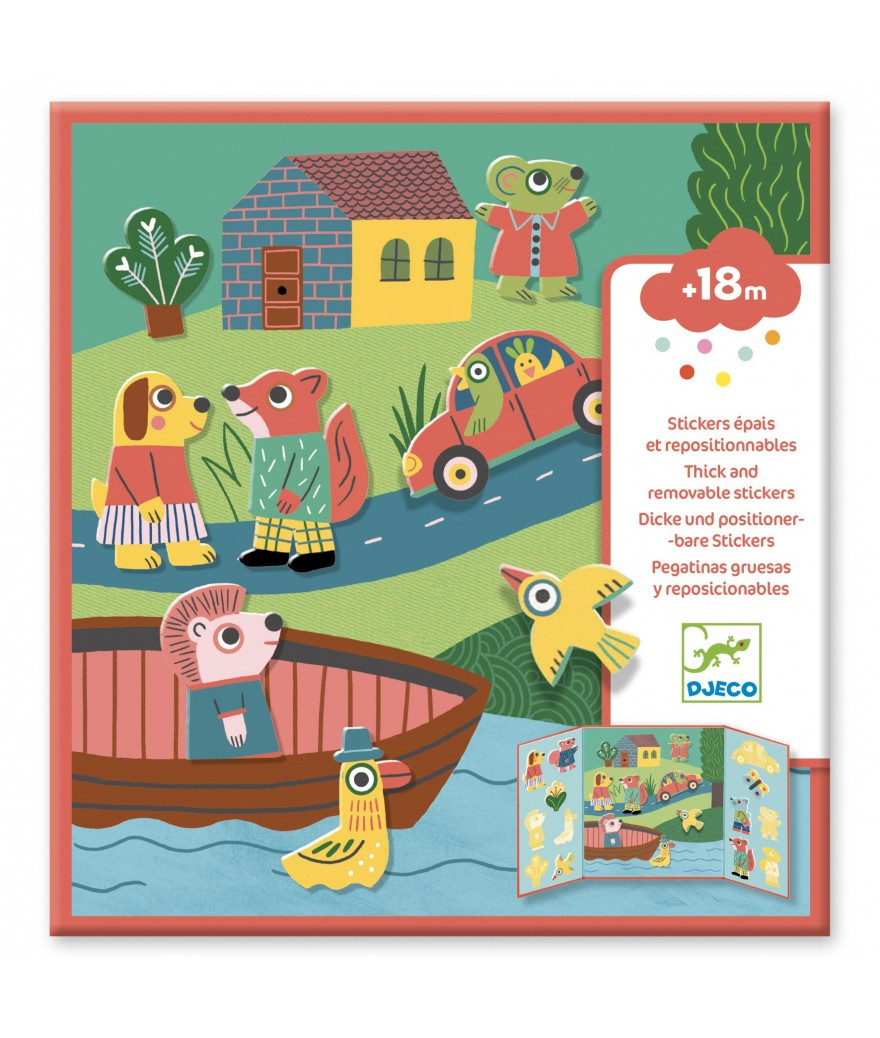 +18m
Stickers épais
et repositionnables
Thick and
removable stickers
Dicke und positioner-
-bare Stickers
Pegatinas gruesas
y reposicionables
DJECO